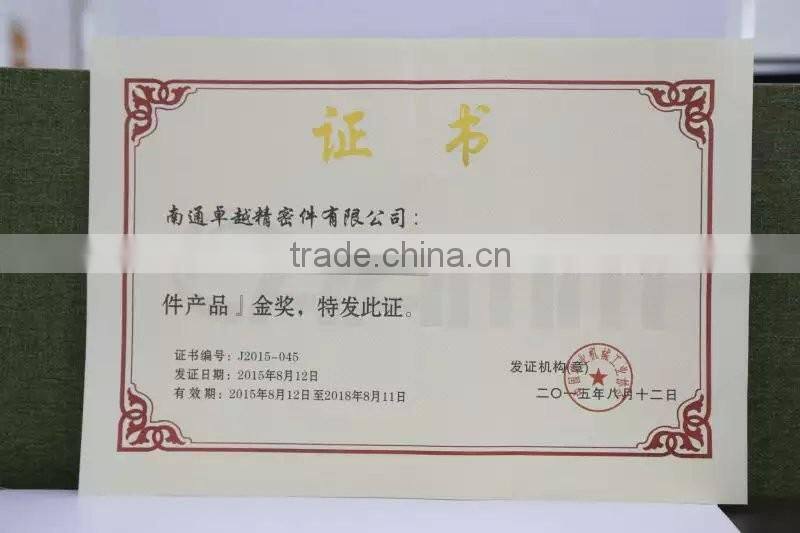 证书
南通卓越精密件有限公司：
trade.china.cn
件产品』金奖，特发此证。
证书编号：J2015-045
发证日期：2015年8月12日
有效期：2015年8月12日至2018年8月11日
发证机构(章)
二〇一五年八月十二日